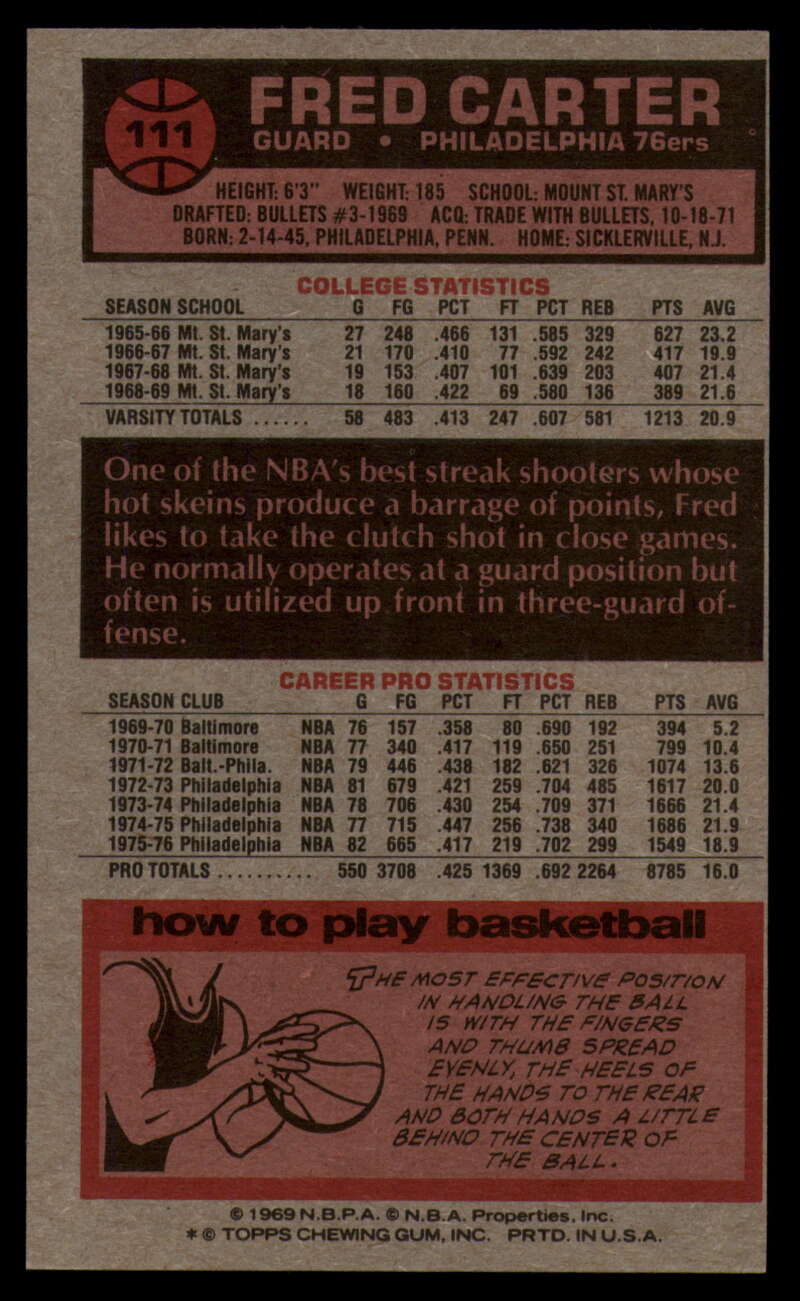 111
FRED CARTER
GUARD • PHILADELPHIA 76ers
HEIGHT: 6'3" WEIGHT: 185 SCHOOL: MOUNT ST. MARY'S
DRAFTED: BULLETS #3-1969 ACQ: TRADE WITH BULLETS, 10-18-71
BORN: 2-14-45, PHILADELPHIA, PENN. HOME: SICKLERVILLE, N.J.
COLLEGE STATISTICS
SEASON SCHOOL G FG PCT FT PCT REB PTS AVG
1965-66 Mt. St. Mary's 27 248 .466 131 .585 329 627 23.2
1966-67 Mt. St. Mary's 21 170 .410 77 .592 242 417 19.9
1967-68 Mt. St. Mary's 19 153 .407 101 .639 203 407 21.4
1968-69 Mt. St. Mary's 18 160 .422 69 .580 136 389 21.6
VARSITY TOTALS ...... 58 483 .413 247 .607 581 1213 20.9
One of the NBA's best streak shooters whose
hot skeins produce a barrage of points, Fred
likes to take the clutch shot in close games.
He normally operates at a guard position but
often is utilized up front in three-guard of-
fense.
CAREER PRO STATISTICS
SEASON CLUB G FG PCT FT PCT REB PTS AVG
1969-70 Baltimore NBA 76 157 .358 80 .690 192 394 5.2
1970-71 Baltimore NBA 77 340 .417 119 .650 251 799 10.4
1971-72 Balt.-Phila. NBA 79 446 .438 182 .621 326 1074 13.6
1972-73 Philadelphia NBA 81 679 .421 259 .704 485 1617 20.0
1973-74 Philadelphia NBA 78 706 .430 254 .709 371 1666 21.4
1974-75 Philadelphia NBA 77 715 .447 256 .738 340 1686 21.9
1975-76 Philadelphia NBA 82 665 .417 219 .702 299 1549 18.9
PRO TOTALS .......... 550 3708 .425 1369 .692 2264 8785 16.0
how to play basketball
THE MOST EFFECTIVE POSITION
IN HANDLING THE BALL
IS WITH THE FINGERS
AND THUMB SPREAD
EVENLY, THE HEELS OF
THE HANDS TO THE REAR
AND BOTH HANDS A LITTLE
BEHIND THE CENTER OF
THE BALL.
© 1969 N.B.P.A. © N.B.A. Properties, Inc.
* © TOPPS CHEWING GUM, INC. PRTD. IN U.S.A.